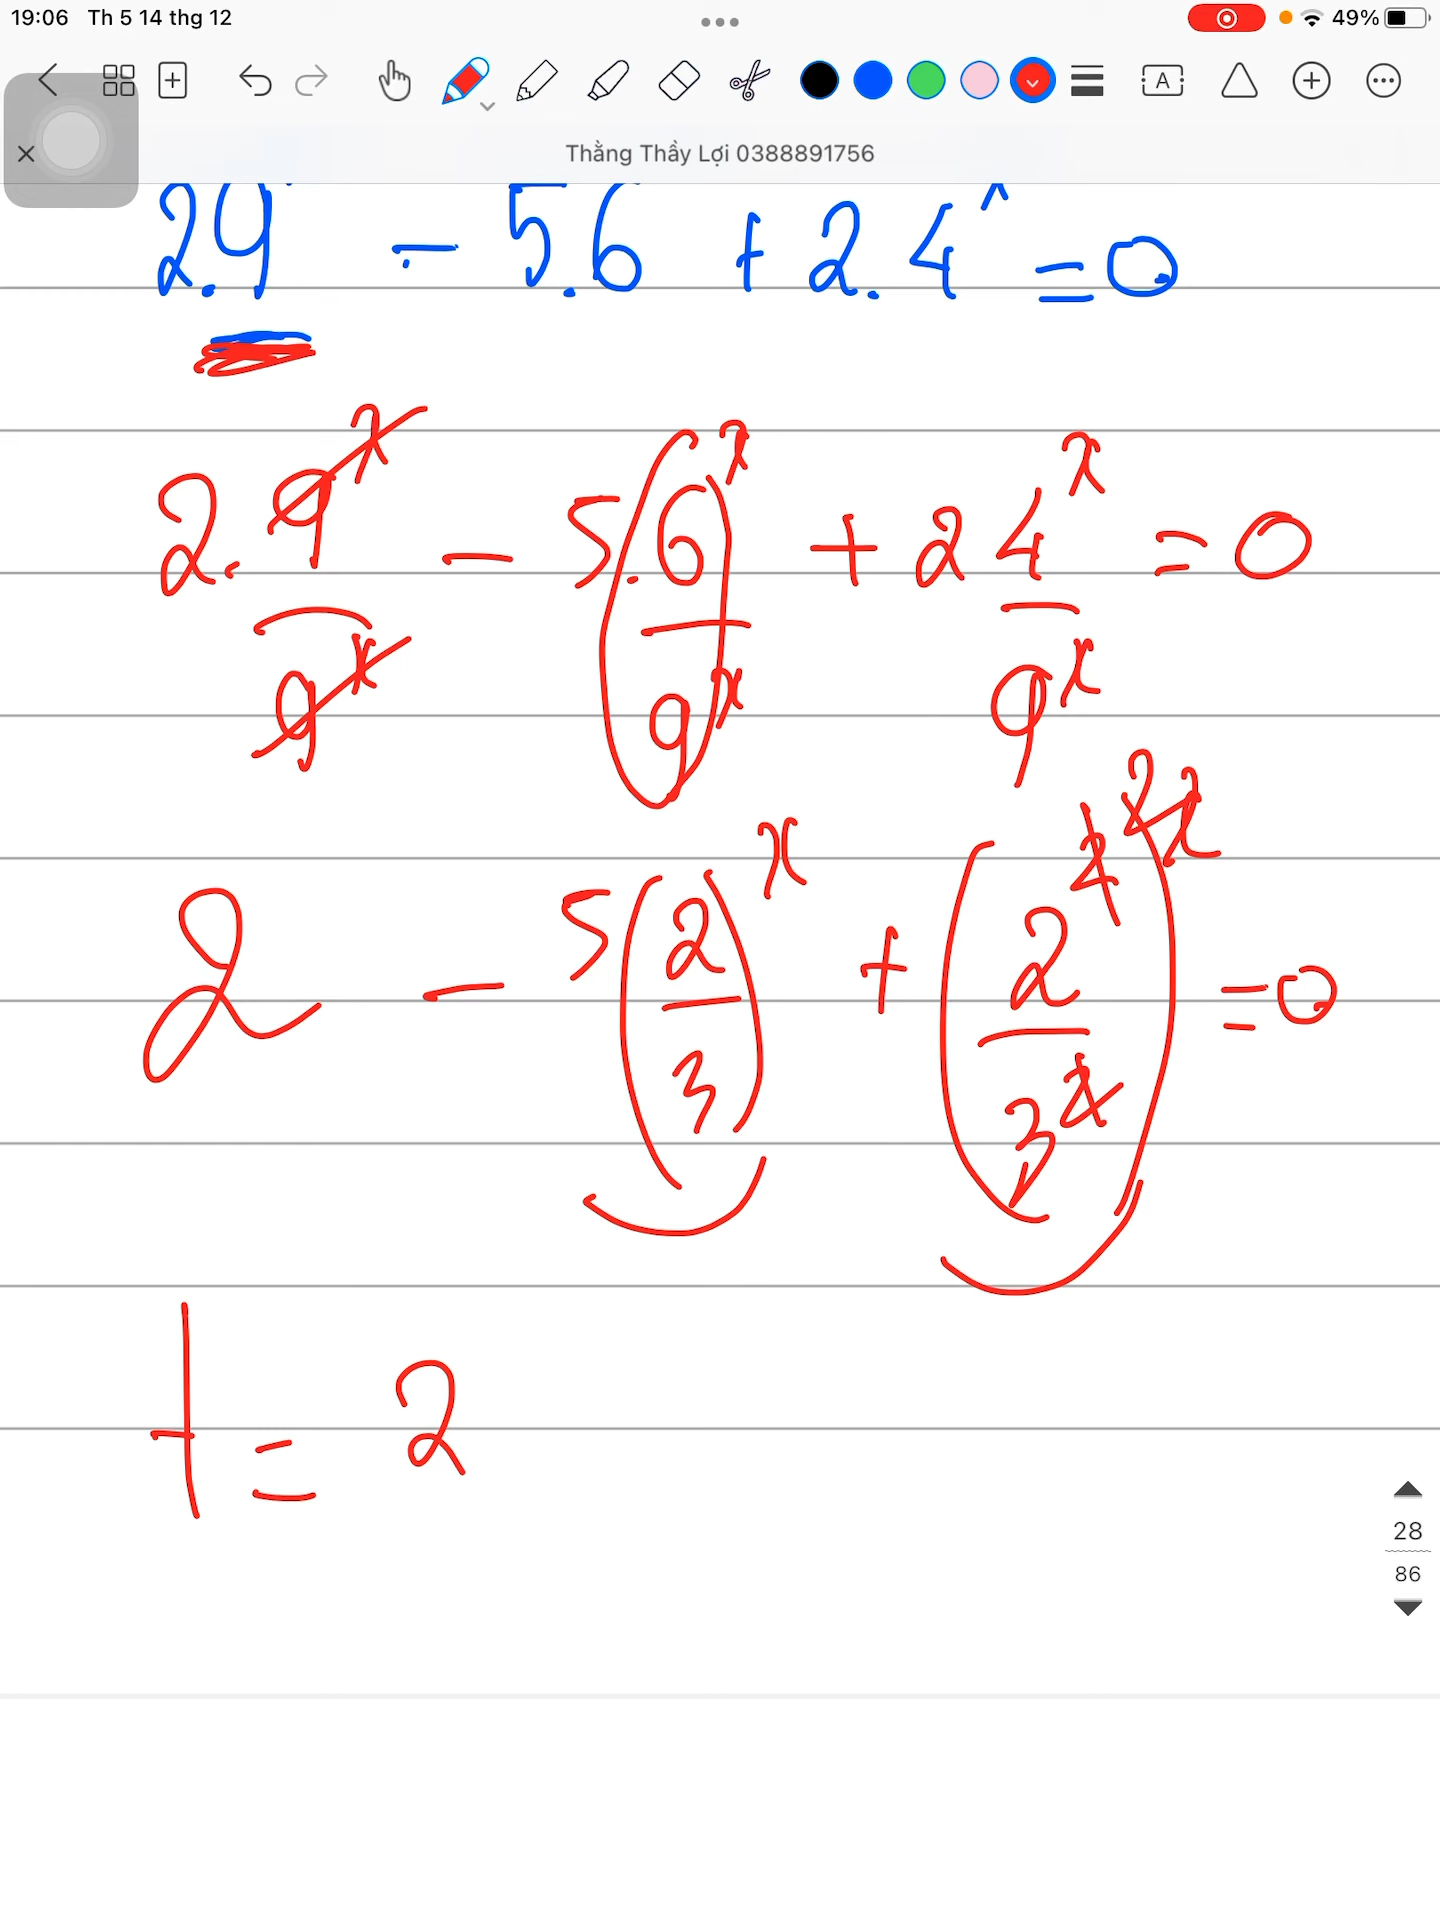 19:06 Th 5 14 thg 12 49%
A
Thằng Thầy Lợi 0388891756
2.9 - 5.6 + 2.4^x = 0
2. 9^x/9^x - 5.(6/9)^x + 2 4^x/9^x = 0
2 - 5(2/3)^x + (2/3)^2x = 0
t = 2
28
86